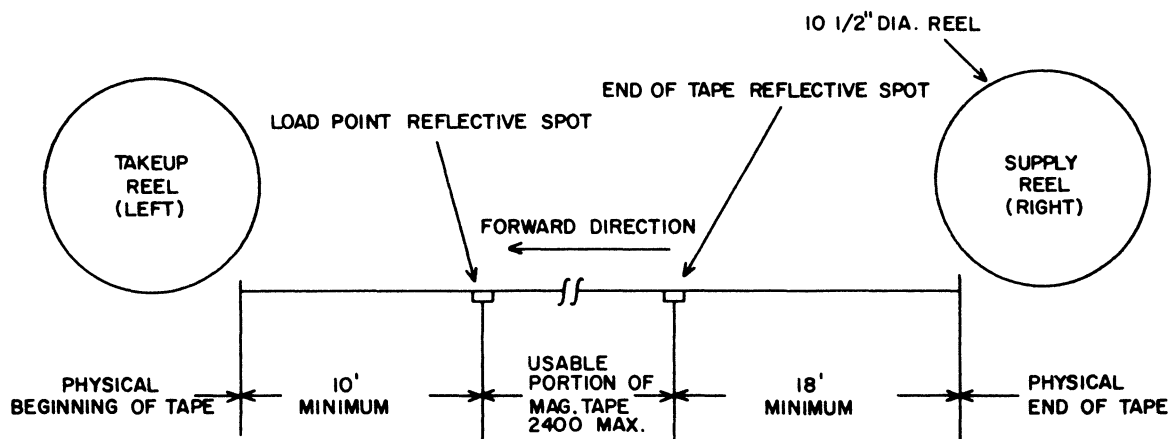 10 1/2" DIA. REEL
END OF TAPE REFLECTIVE SPOT
LOAD POINT REFLECTIVE SPOT
TAKEUP
REEL
(LEFT)
SUPPLY
REEL
(RIGHT)
FORWARD DIRECTION
PHYSICAL
BEGINNING OF TAPE
10'
MINIMUM
USABLE
PORTION OF
MAG. TAPE
2400 MAX.
18'
MINIMUM
PHYSICAL
END OF TAPE